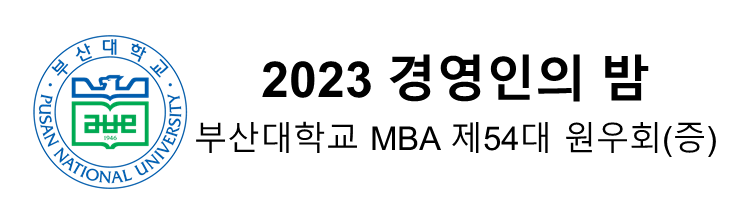 · 부산대학교 ·
PUSAN NATIONAL UNIVERSITY
1946
2023 경영인의 밤
부산대학교 MBA 제54대 원우회(증)